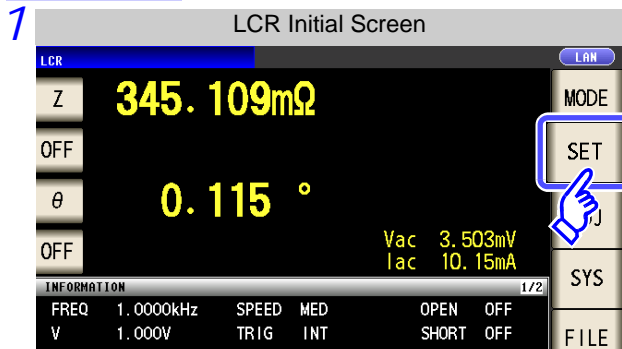 1
LCR Initial Screen
LCR
LAN
Z 345.109mΩ MODE
OFF SET
θ 0.115 °
OFF Vac 3.503mV
Iac 10.15mA
SYS
INFORMATION 1/2
FREQ 1.0000kHz SPEED MED OPEN OFF
V 1.000V TRIG INT SHORT OFF
FILE